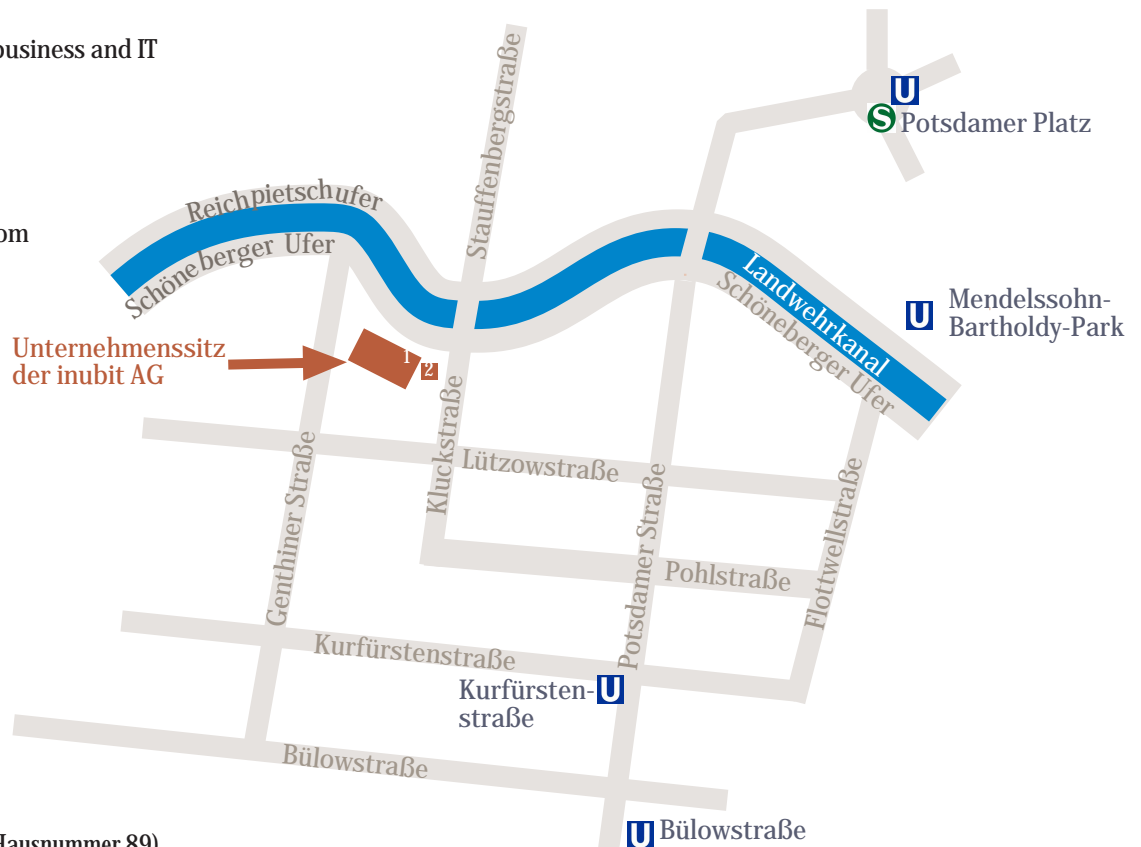 business and IT
Stauffenbergstraße
U
S Potsdamer Platz
Reichpietschufer
om
Schöneberger Ufer
Landwehrkanal
Schöneberger Ufer
U Mendelssohn-
Bartholdy-Park
Unternehmenssitz
der inubit AG
1
2
Kluckstraße
Lützowstraße
Genthiner Straße
Potsdamer Straße
Flottwellstraße
Pohlstraße
Kurfürstenstraße
Kurfürsten- U
straße
Bülowstraße
U Bülowstraße
Hausnummer 89)